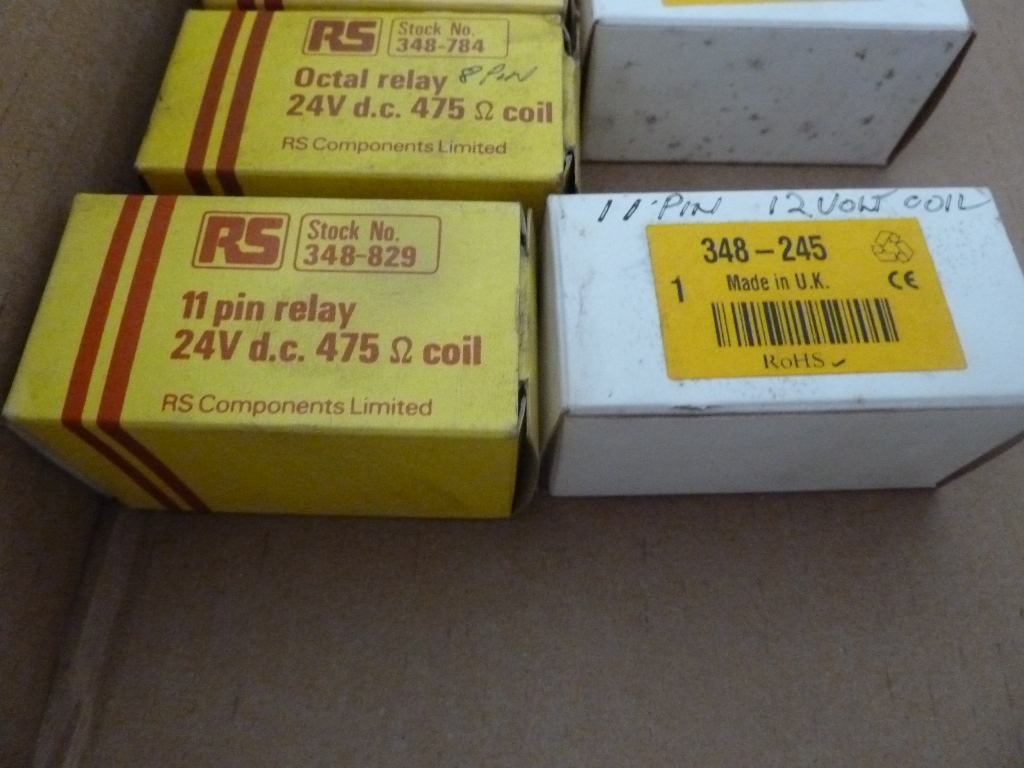 RS Stock No.
348-784
Octal relay 8 PIN
24V d.c. 475 Ω coil
RS Components Limited
RS Stock No.
348-829
11 pin relay
24V d.c. 475 Ω coil
RS Components Limited
11 PIN 12 VOLT COIL
348-245
1 Made in U.K. CE
RoHS ✓